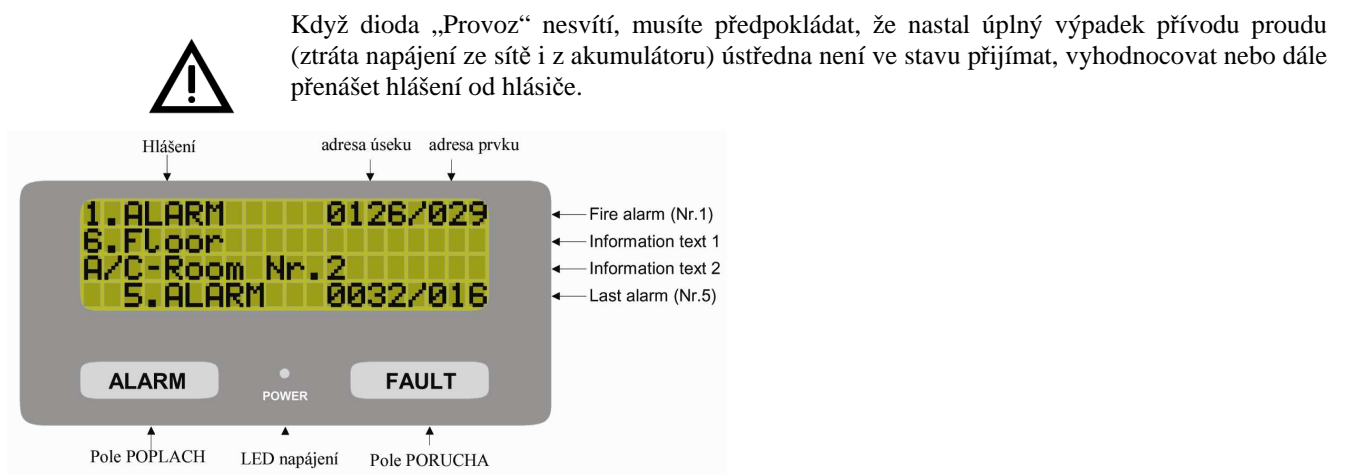 Když dioda „Provoz“ nesvítí, musíte předpokládat, že nastal úplný výpadek přívodu proudu
(ztráta napájení ze sítě i z akumulátoru) ústředna není ve stavu přijímat, vyhodnocovat nebo dále
přenášet hlášení od hlásiče.
Hlášení adresa úseku adresa prvku
1.ALARM 0126/029 Fire alarm (Nr.1)
6.Floor Information text 1
A/C-Room Nr.2 Information text 2
5.ALARM 0032/016 Last alarm (Nr.5)
ALARM POWER FAULT
Pole POPLACH LED napájení Pole PORUCHA